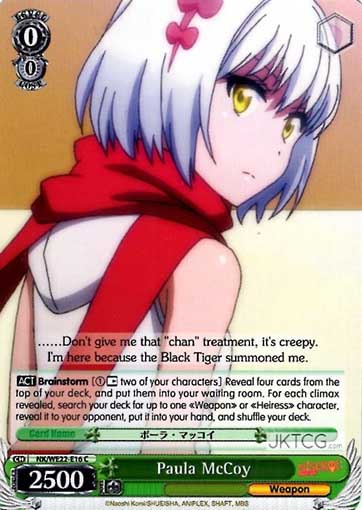 LEVEL
0
0
COST
......Don't give me that "chan" treatment, it's creepy.
I'm here because the Black Tiger summoned me.
ACT Brainstorm [① two of your characters] Reveal four cards from the
top of your deck, and put them into your waiting room. For each climax
revealed, search your deck for up to one «Weapon» or «Heiress» character,
reveal it to your opponent, put it into your hand, and shuffle your deck.
Card Name ポーラ・マッコイ
JKTCG.com
CH NK/WE22-E16 C
2500
Paula McCoy
Weapon
©Naoshi Komi/SHUEISHA, ANIPLEX, SHAFT, MBS